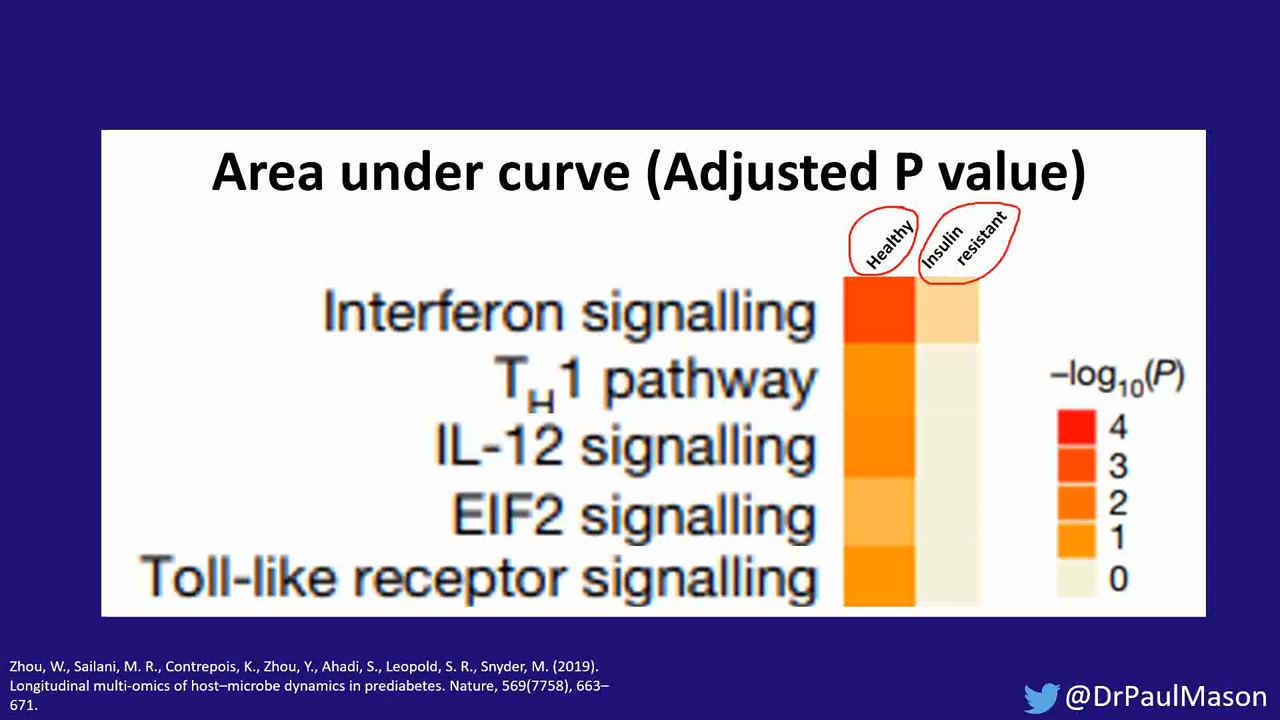 Area under curve (Adjusted P value)
Healthy
Insulin
resistant
Interferon signalling
TH1 pathway
IL-12 signalling
EIF2 signalling
Toll-like receptor signalling
–log10(P)
4
3
2
1
0
Zhou, W., Sailani, M. R., Contrepois, K., Zhou, Y., Ahadi, S., Leopold, S. R., Snyder, M. (2019).
Longitudinal multi-omics of host–microbe dynamics in prediabetes. Nature, 569(7758), 663–
671.
@DrPaulMason